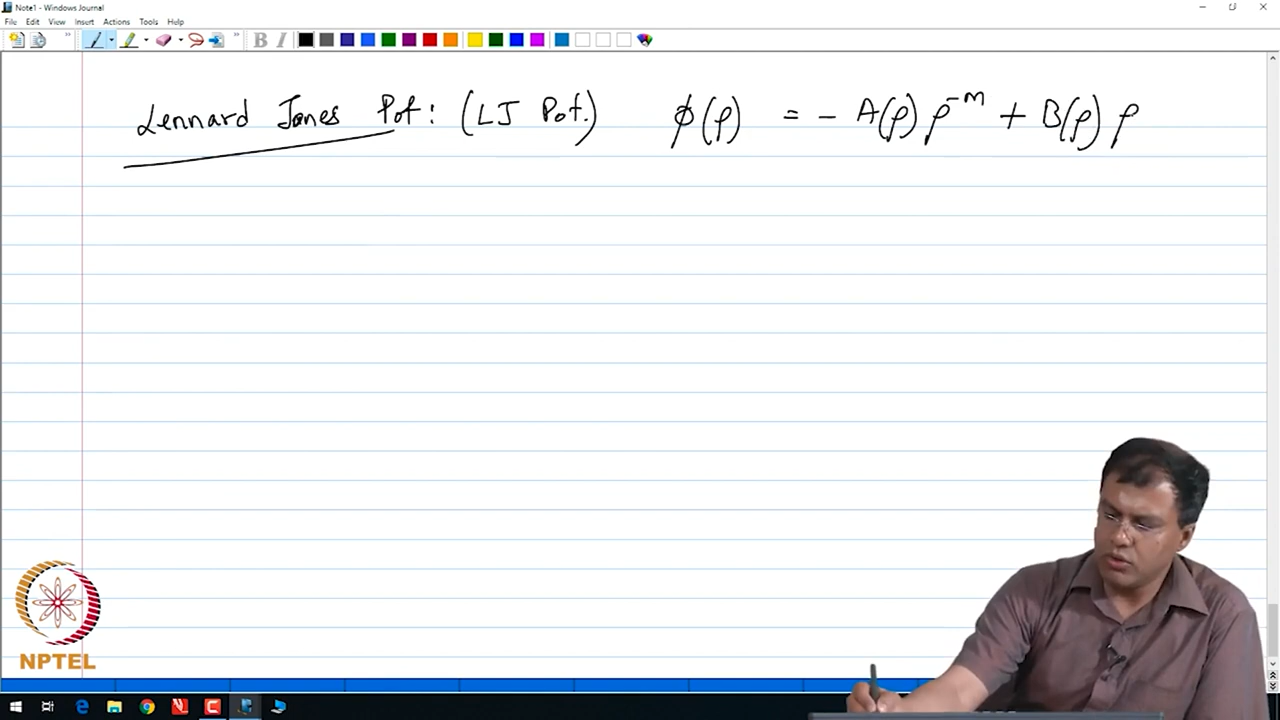 Note1 - Windows Journal
File Edit View Insert Actions Tools Help
B I
Lennard Jones Pot: (LJ Pot.) φ(ρ) = - A(ρ) ρ^-m + B(ρ) ρ
NPTEL